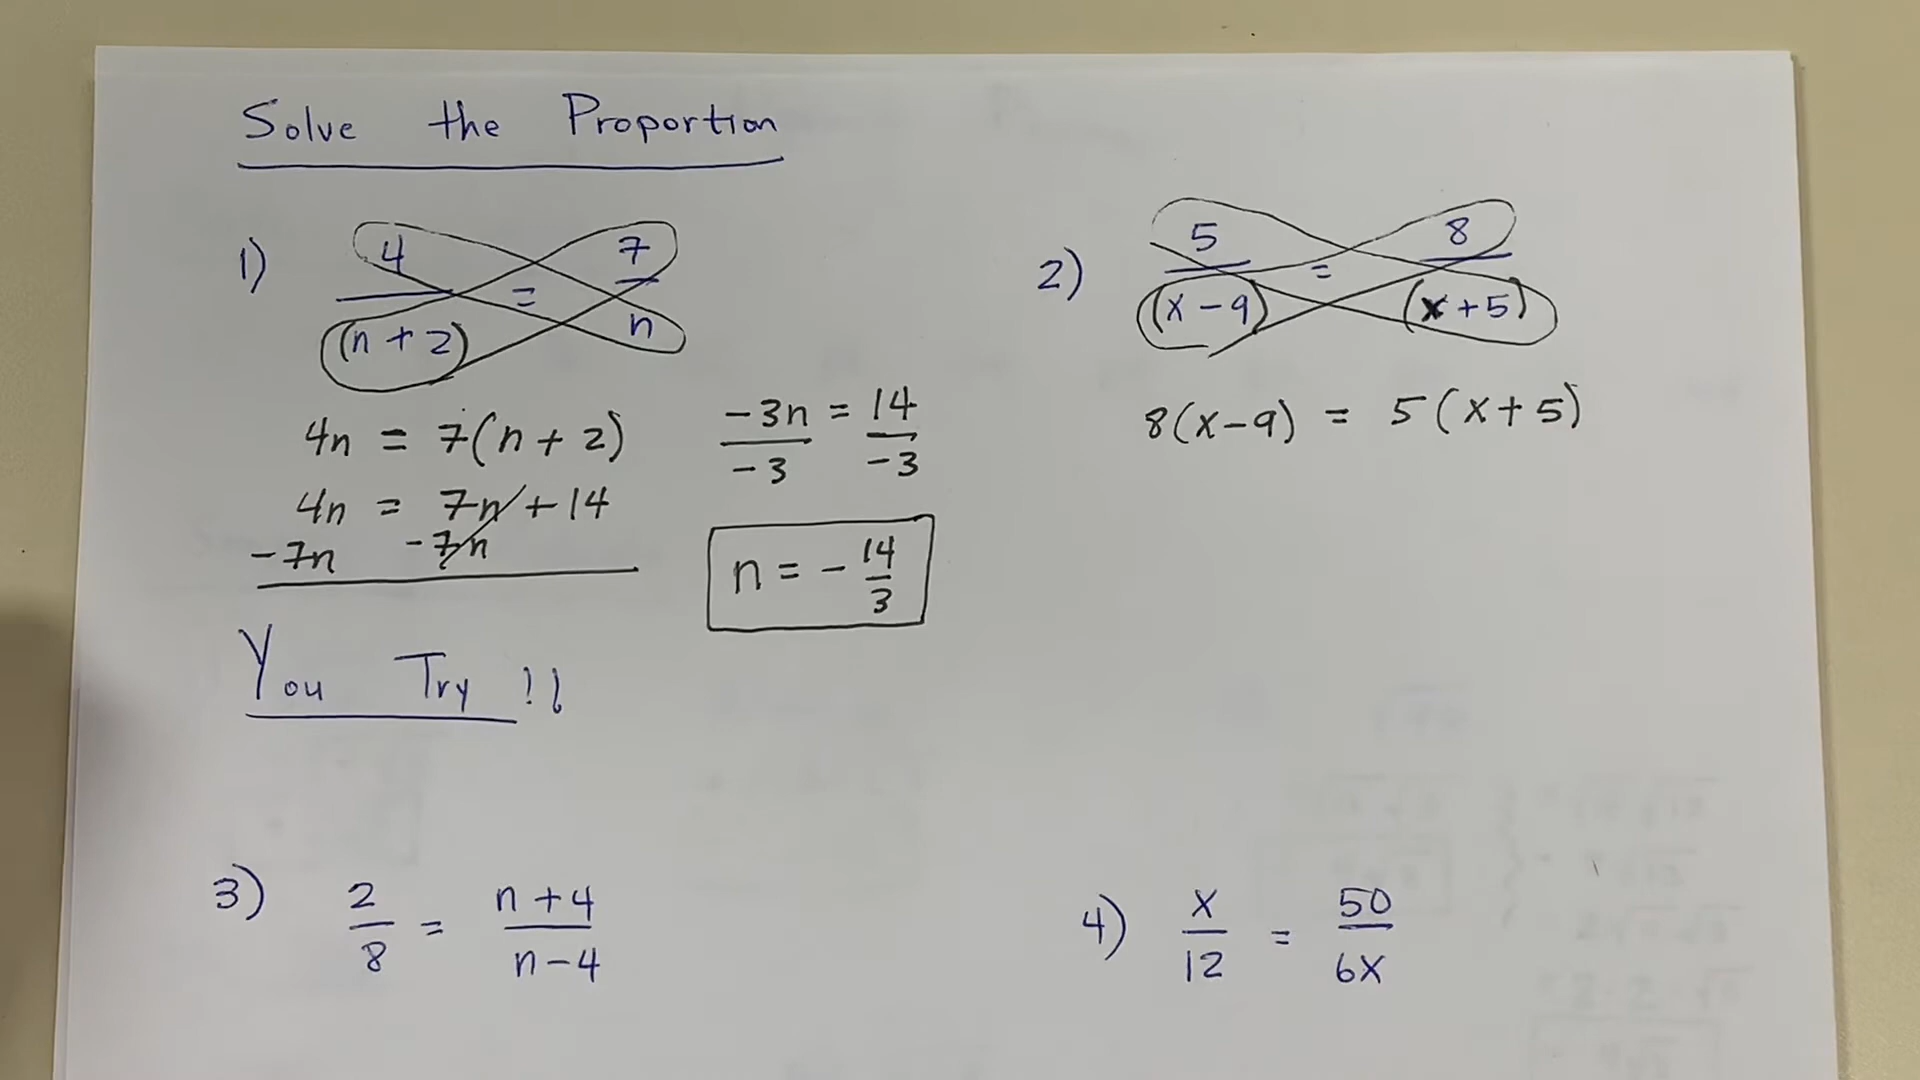 Solve the Proportion
1) 4/(n + 2) = 7/n
4n = 7(n + 2)
4n = 7n + 14
-7n -7n
-3n/-3 = 14/-3
n = -14/3
2) 5/(x - 9) = 8/(x + 5)
8(x - 9) = 5(x + 5)
You Try !!
3) 2/8 = n + 4/n - 4
4) x/12 = 50/6x